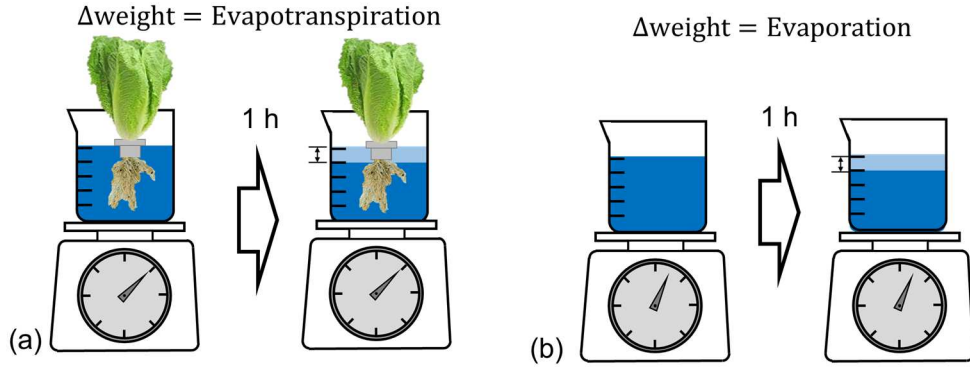 Δweight = Evapotranspiration
1 h
(a)
Δweight = Evaporation
1 h
(b)